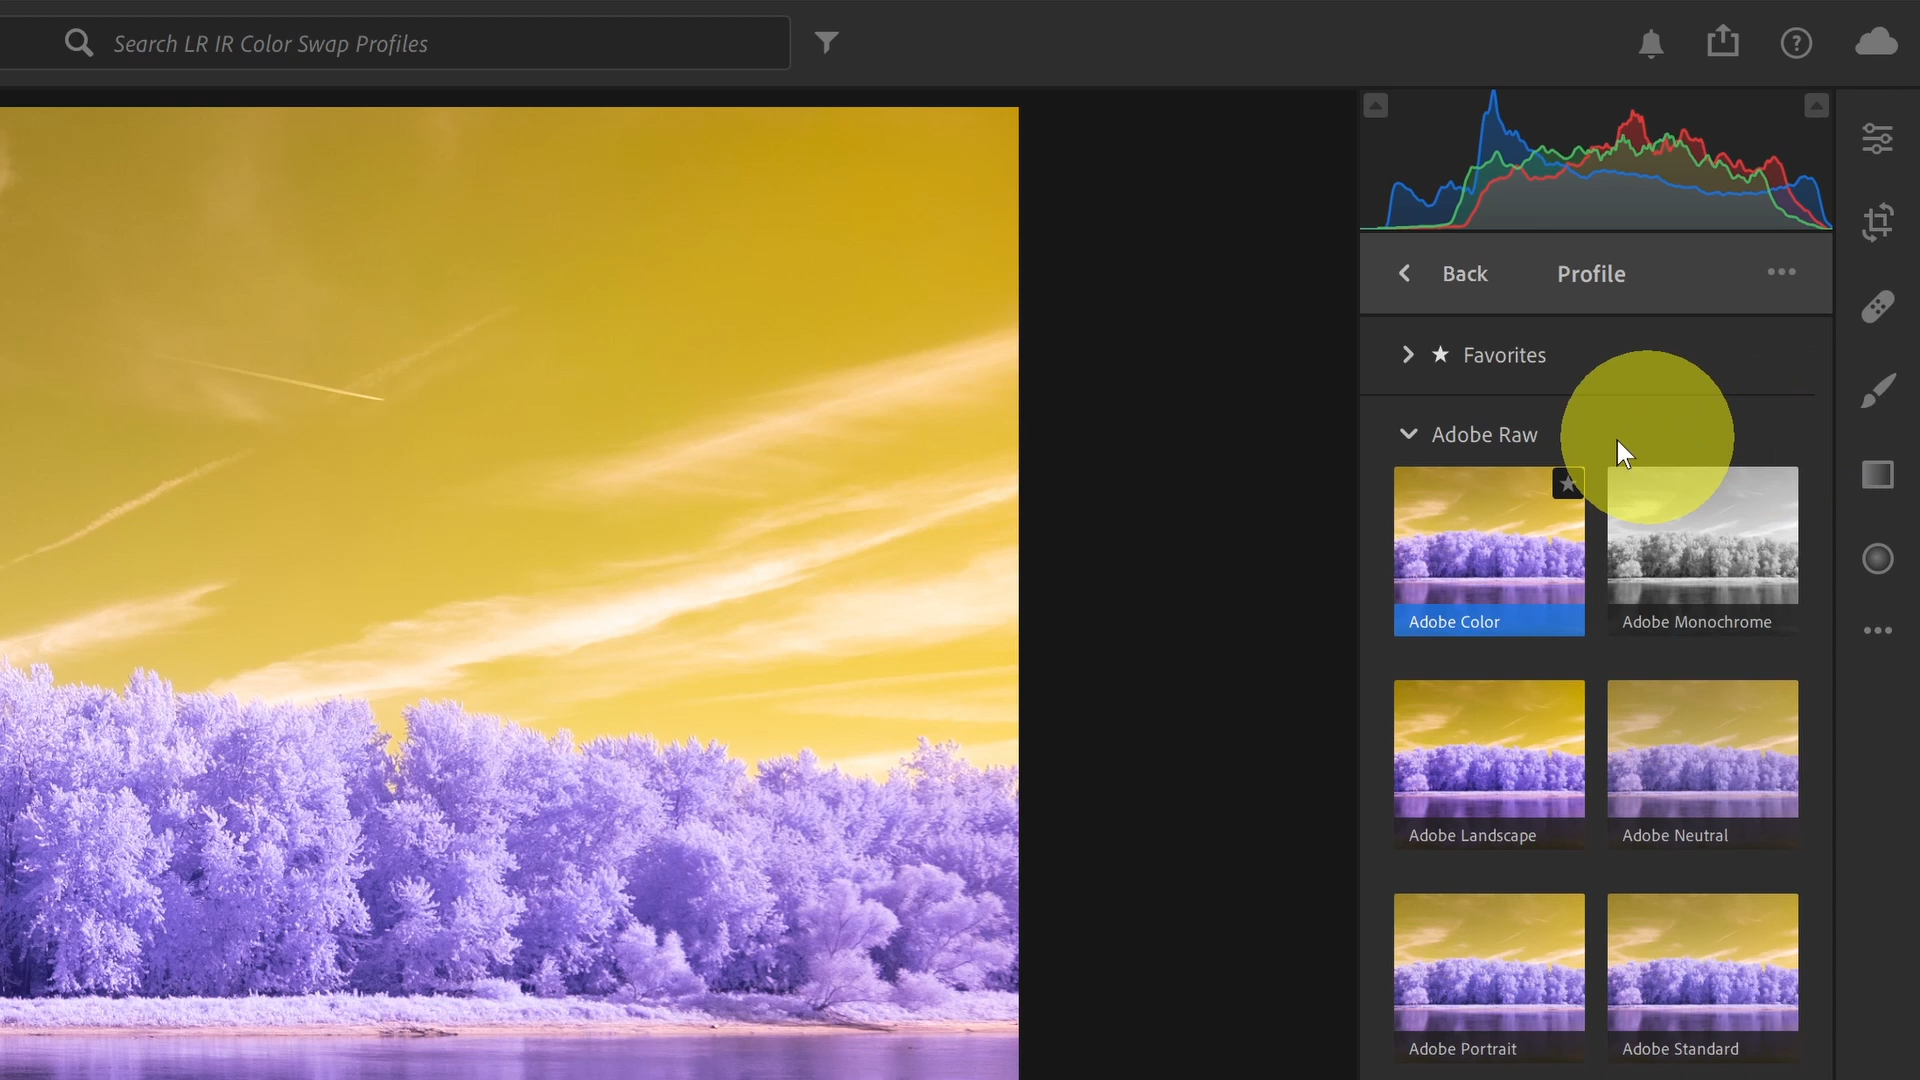 Search LR IR Color Swap Profiles
Back Profile
Favorites
Adobe Raw
Adobe Color Adobe Monochrome
Adobe Landscape Adobe Neutral
Adobe Portrait Adobe Standard